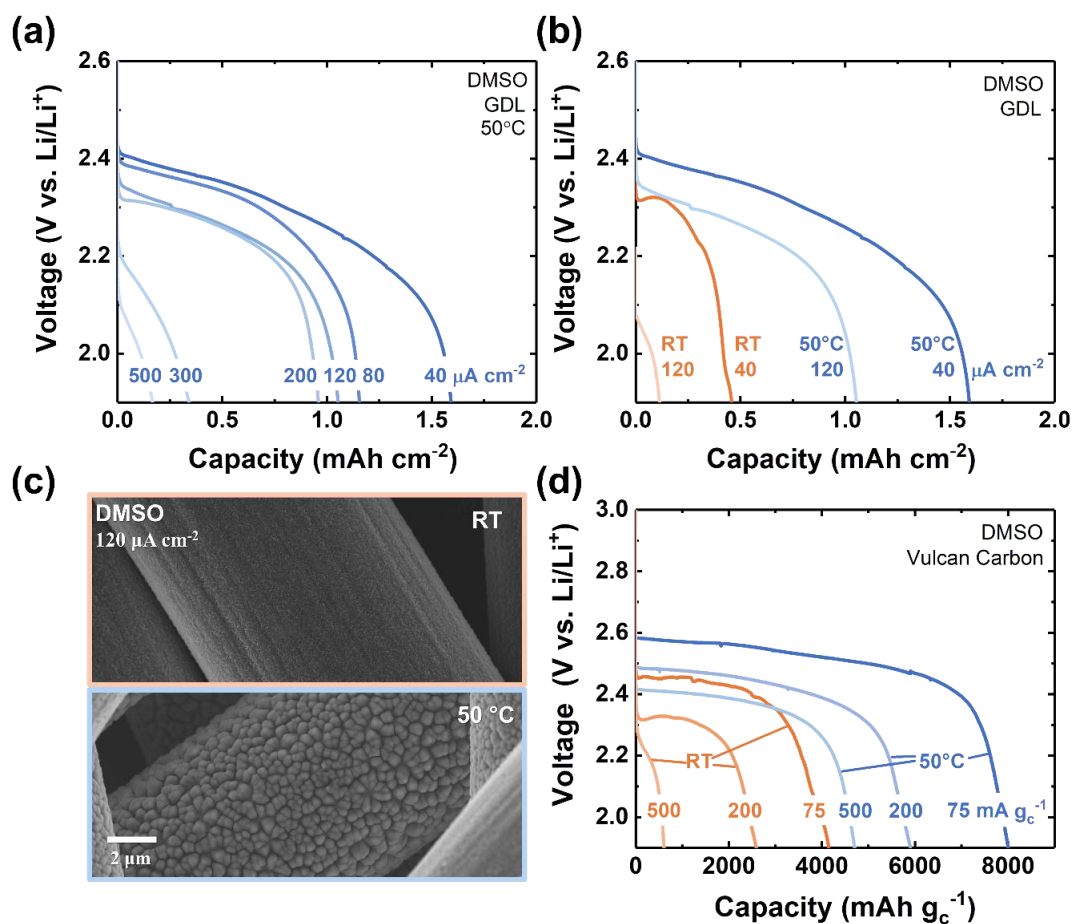 (a)
2.6
2.4
2.2
2.0
Voltage (V vs. Li/Li⁺)
DMSO
GDL
50°C
500 300 200 120 80 40 μA cm⁻²
0.0 0.5 1.0 1.5 2.0
Capacity (mAh cm⁻²)
(b)
2.6
2.4
2.2
2.0
Voltage (V vs. Li/Li⁺)
DMSO
GDL
RT RT 50°C 50°C
120 40 120 40 μA cm⁻²
0.0 0.5 1.0 1.5 2.0
Capacity (mAh cm⁻²)
(c)
DMSO RT
120 μA cm⁻²
50 °C
2 μm
(d)
3.0
2.8
2.6
2.4
2.2
2.0
Voltage (V vs. Li/Li⁺)
DMSO
Vulcan Carbon
RT 50°C
500 200 75 500 200 75 mA g꜀⁻¹
0 2000 4000 6000 8000
Capacity (mAh g꜀⁻¹)